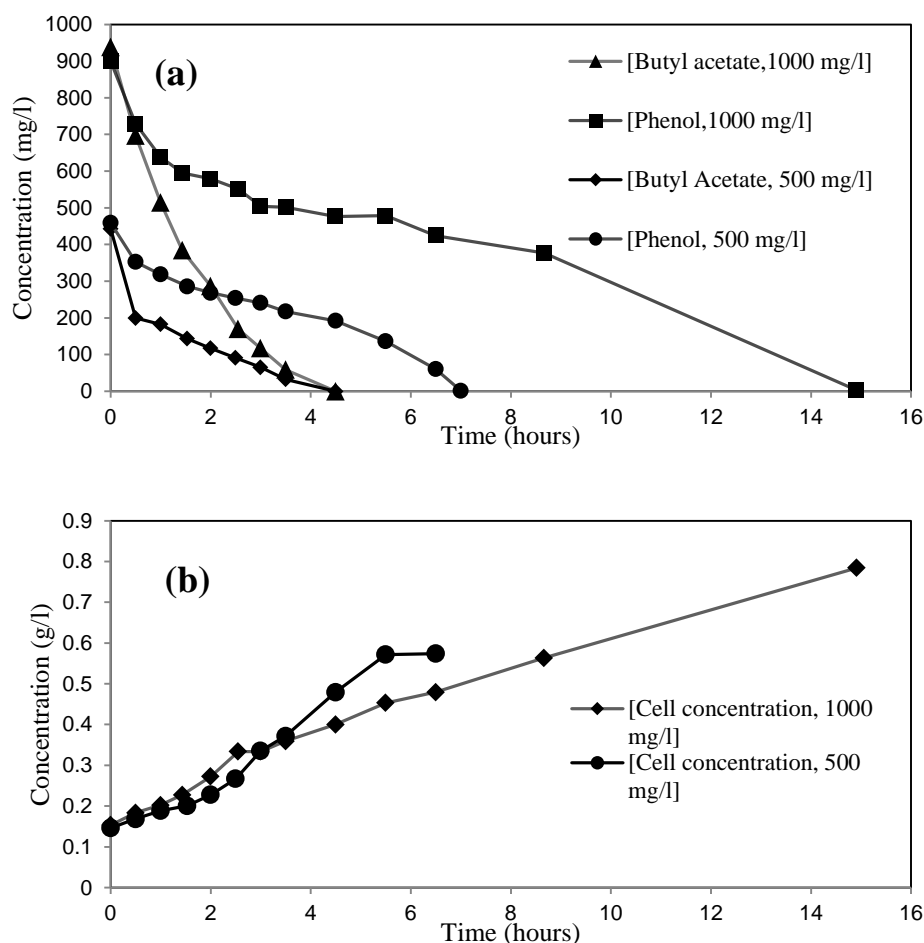 1000
900
800
700
600
500
400
300
200
100
0
Concentration (mg/l)
(a)
[Butyl acetate,1000 mg/l]
[Phenol,1000 mg/l]
[Butyl Acetate, 500 mg/l]
[Phenol, 500 mg/l]
0 2 4 6 8 10 12 14 16
Time (hours)
0.9
0.8
0.7
0.6
0.5
0.4
0.3
0.2
0.1
0
Concentration (g/l)
(b)
[Cell concentration, 1000
mg/l]
[Cell concentration, 500
mg/l]
0 2 4 6 8 10 12 14 16
Time (hours)